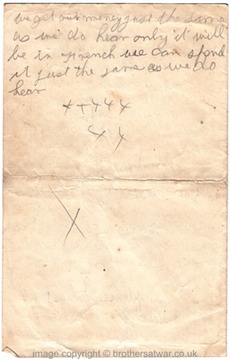 we get our money just the same
as we do hear only it will
be in french we can spend
it just the same as we do
hear
x x x x x
x x
X
image copyright © brothersatwar.co.uk